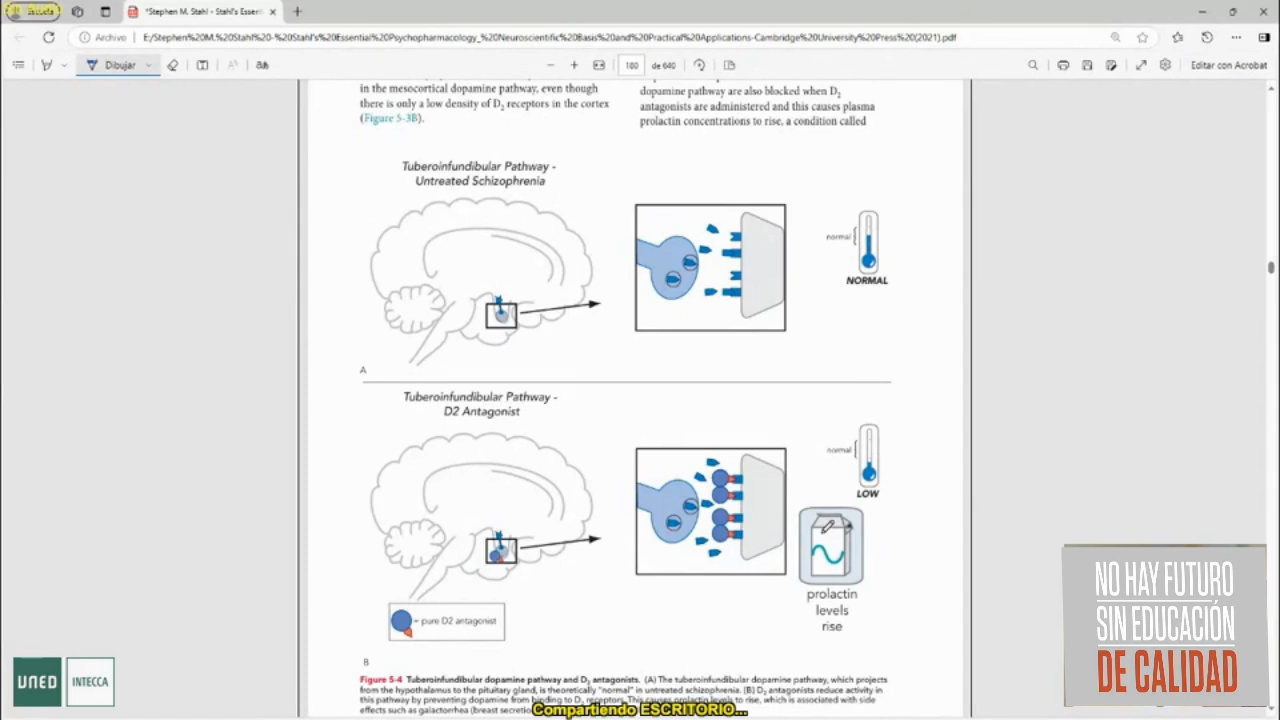 Escuela
*Stephen M. Stahl - Stahl's Essent
Archivo
E:/Stephen%20M.%20Stahl%20-%20Stahl's%20Essential%20Psychopharmacology_%20Neuroscientific%20Basis%20and%20Practical%20Applications-Cambridge%20University%20Press%20(2021).pdf
Dibujar
180
de 640
Editar con Acrobat
in the mesocortical dopamine pathway, even though
there is only a low density of D2 receptors in the cortex
(Figure 5-3B).
dopamine pathway are also blocked when D2
antagonists are administered and this causes plasma
prolactin concentrations to rise, a condition called
Tuberoinfundibular Pathway -
Untreated Schizophrenia
normal
NORMAL
A
Tuberoinfundibular Pathway -
D2 Antagonist
normal
LOW
prolactin
levels
rise
= pure D2 antagonist
B
Figure 5-4 Tuberoinfundibular dopamine pathway and D2 antagonists. (A) The tuberoinfundibular dopamine pathway, which projects
from the hypothalamus to the pituitary gland, is theoretically "normal" in untreated schizophrenia. (B) D2 antagonists reduce activity in
this pathway by preventing dopamine from binding to D2 receptors. This causes prolactin levels to rise, which is associated with side
effects such as galactorrhea (breast secretio
Compartiendo ESCRITORIO...
UNED
INTECCA
NO HAY FUTURO
SIN EDUCACIÓN
DE CALIDAD